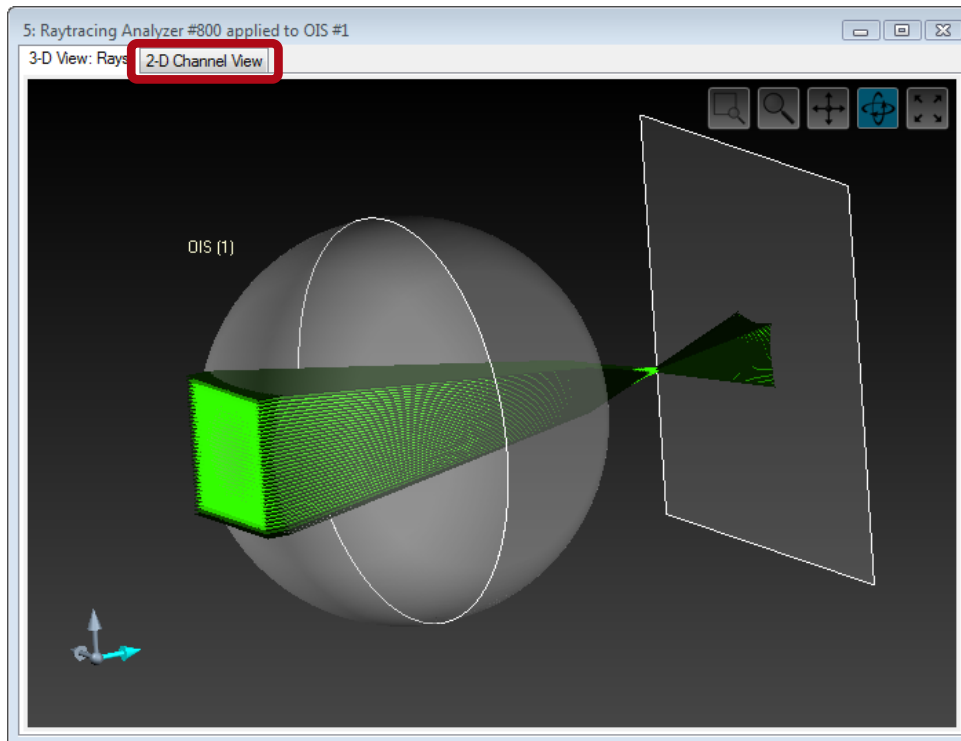 5: Raytracing Analyzer #800 applied to OIS #1
3-D View: Rays
2-D Channel View
OIS (1)